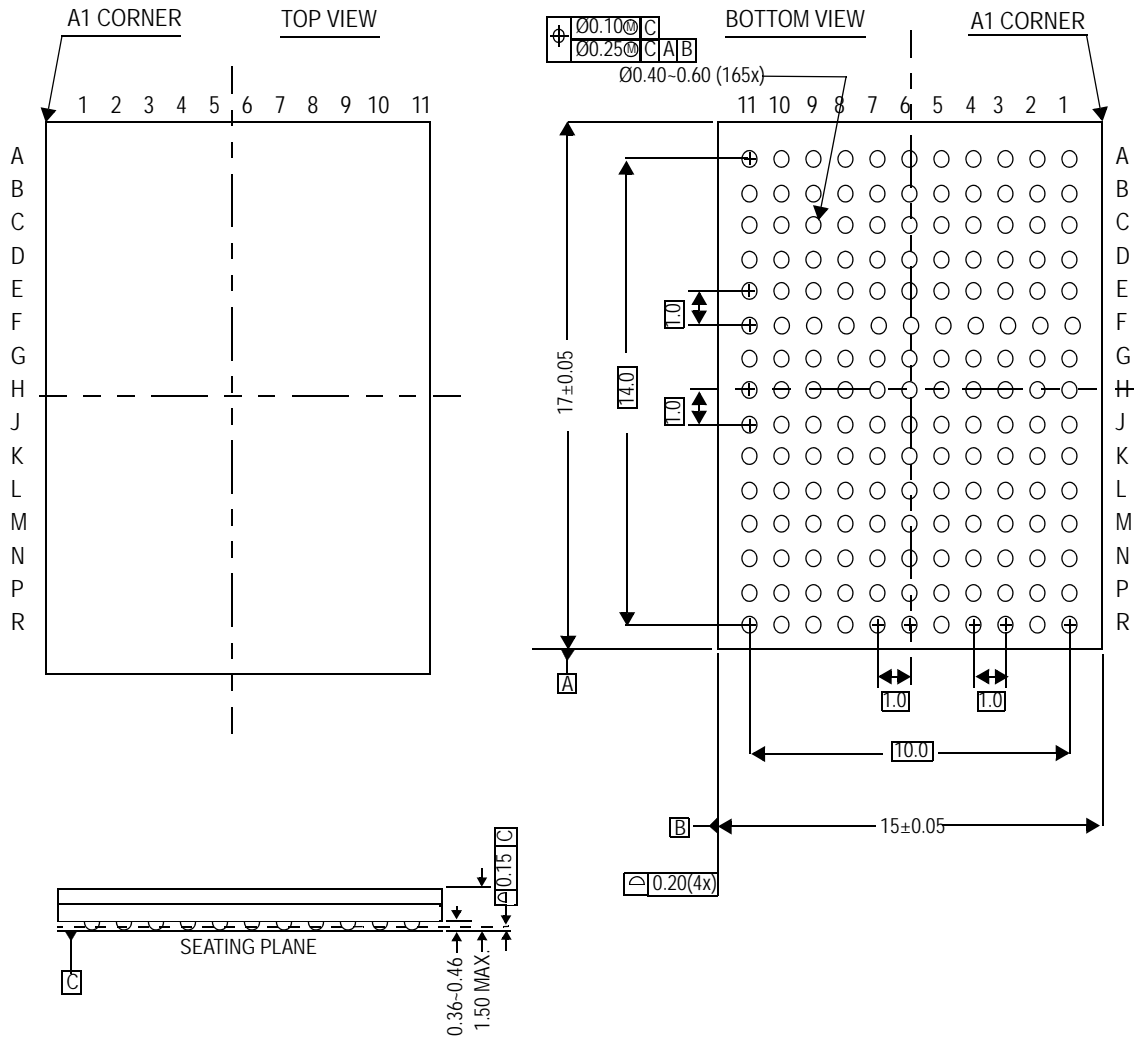 A1 CORNER
TOP VIEW
BOTTOM VIEW
A1 CORNER
Ø0.10Ⓜ C
Ø0.25Ⓜ C A B
Ø0.40~0.60 (165x)
1 2 3 4 5 6 7 8 9 10 11
11 10 9 8 7 6 5 4 3 2 1
A
B
C
D
E
F
G
H
J
K
L
M
N
P
R
17±0.05
14.0
1.0
1.0
A
B
C
D
E
F
G
H
J
K
L
M
N
P
R
A
1.0
1.0
10.0
B
15±0.05
0.20(4x)
0.15 C
SEATING PLANE
C
0.36~0.46
1.50 MAX.